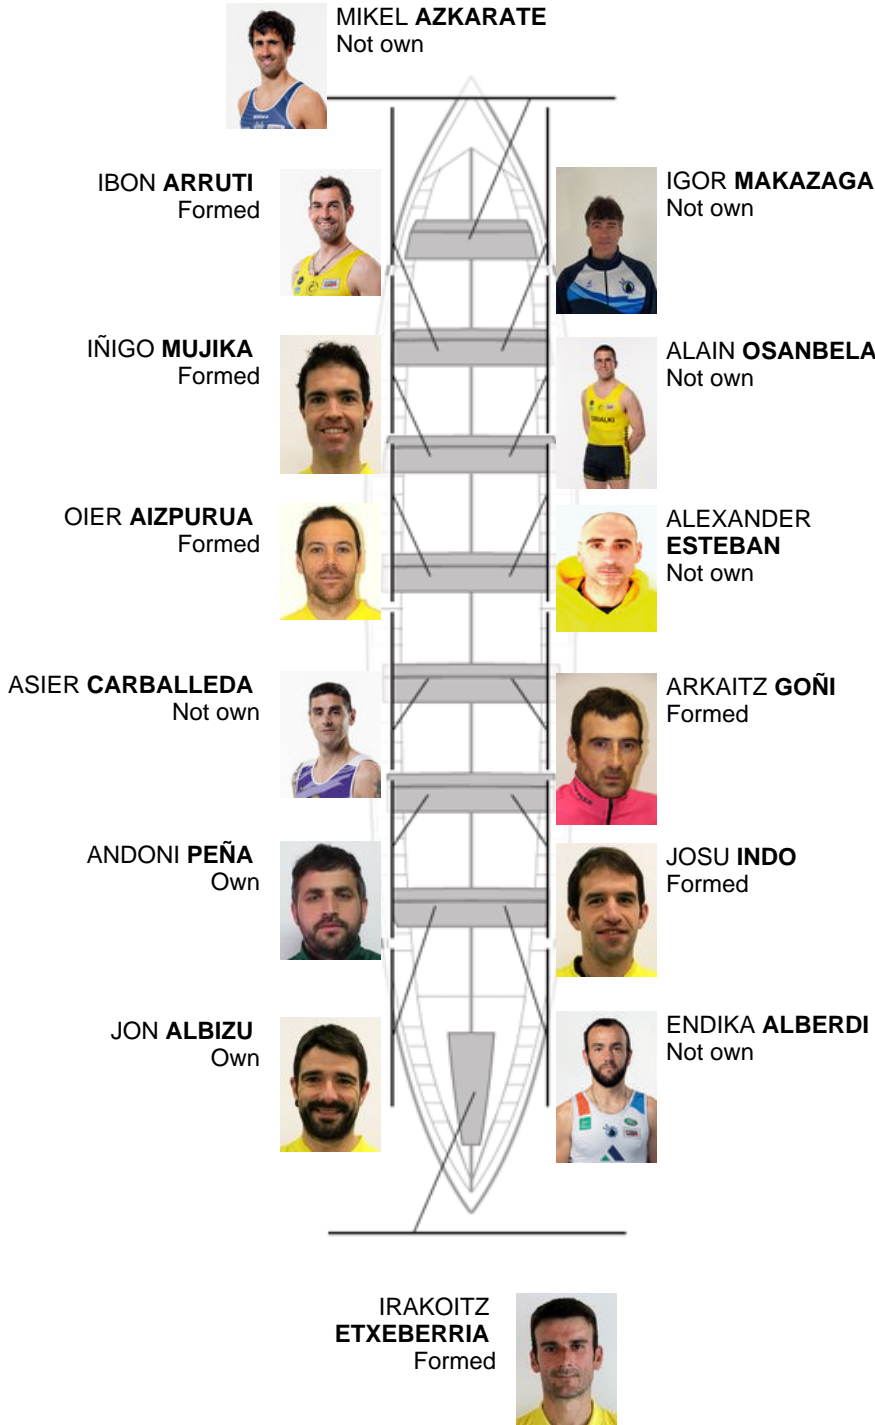 MIKEL AZKARATE
Not own
IBON ARRUTI
Formed
IGOR MAKAZAGA
Not own
IÑIGO MUJIKA
Formed
ALAIN OSANBELA
Not own
OIER AIZPURUA
Formed
ALEXANDER
ESTEBAN
Not own
ASIER CARBALLEDA
Not own
ARKAITZ GOÑI
Formed
ANDONI PEÑA
Own
JOSU INDO
Formed
JON ALBIZU
Own
ENDIKA ALBERDI
Not own
IRAKOITZ
ETXEBERRIA
Formed